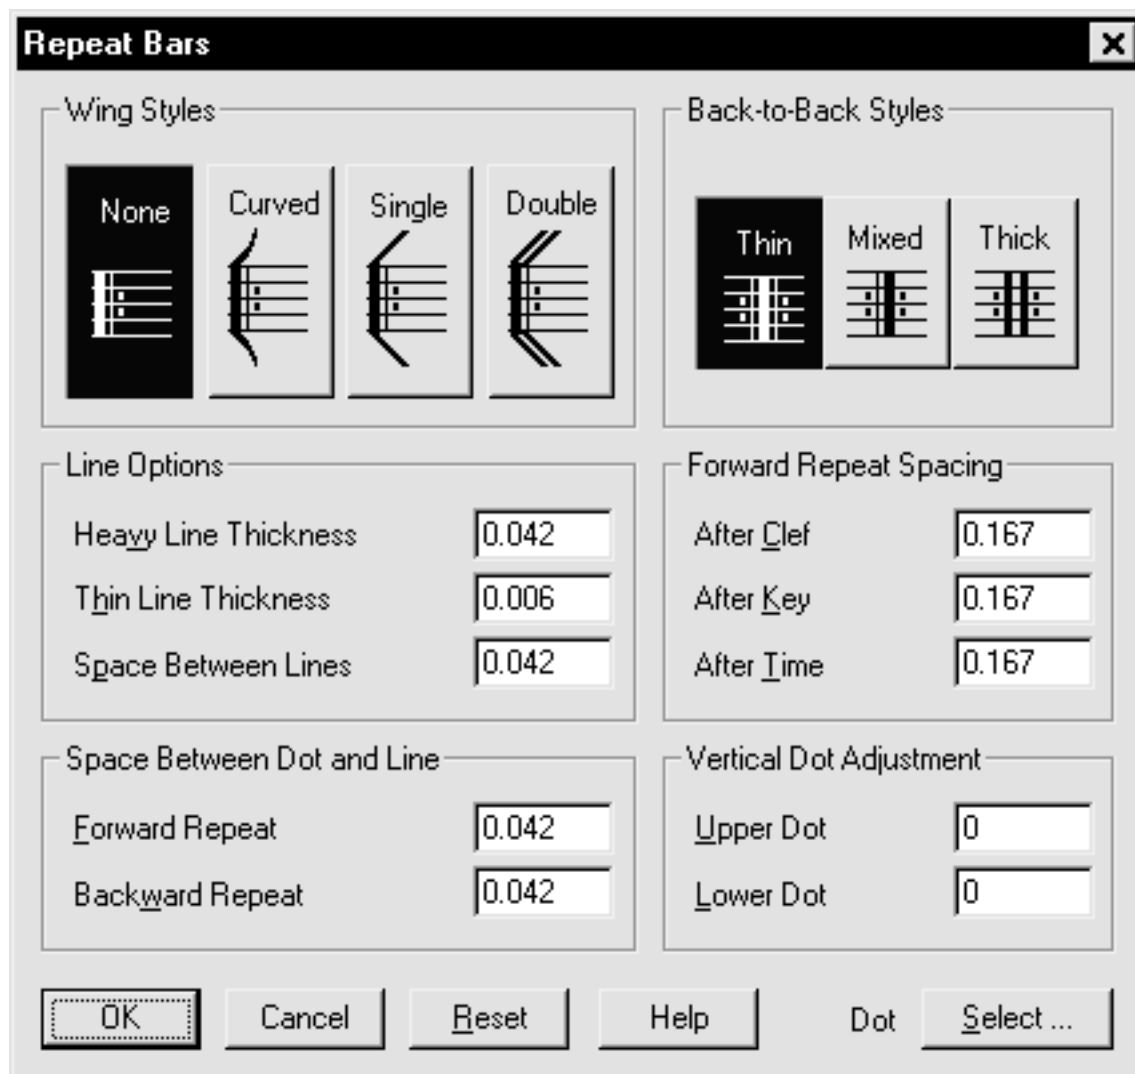 Repeat Bars
Wing Styles
None
Curved
Single
Double
Back-to-Back Styles
Thin
Mixed
Thick
Line Options
Heavy Line Thickness 0.042
Thin Line Thickness 0.006
Space Between Lines 0.042
Forward Repeat Spacing
After Clef 0.167
After Key 0.167
After Time 0.167
Space Between Dot and Line
Forward Repeat 0.042
Backward Repeat 0.042
Vertical Dot Adjustment
Upper Dot 0
Lower Dot 0
OK
Cancel
Reset
Help
Dot
Select ...